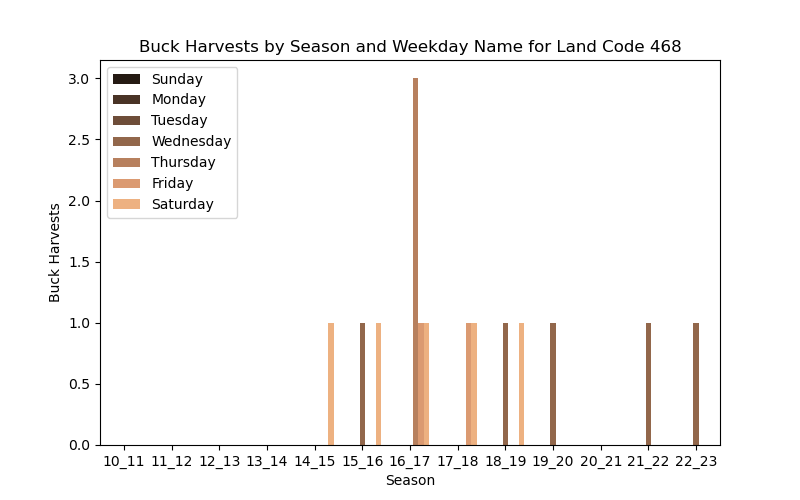 Buck Harvests by Season and Weekday Name for Land Code 468
Sunday
Monday
Tuesday
Wednesday
Thursday
Friday
Saturday
3.0
2.5
2.0
1.5
1.0
0.5
0.0
Buck Harvests
10_11 11_12 12_13 13_14 14_15 15_16 16_17 17_18 18_19 19_20 20_21 21_22 22_23
Season